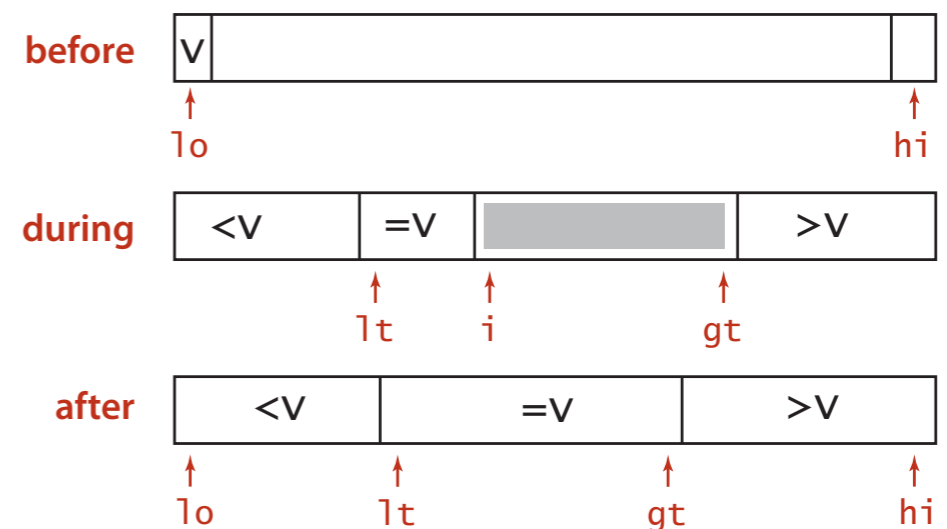 before V
lo hi
during <V =V >V
lt i gt
after <V =V >V
lo lt gt hi